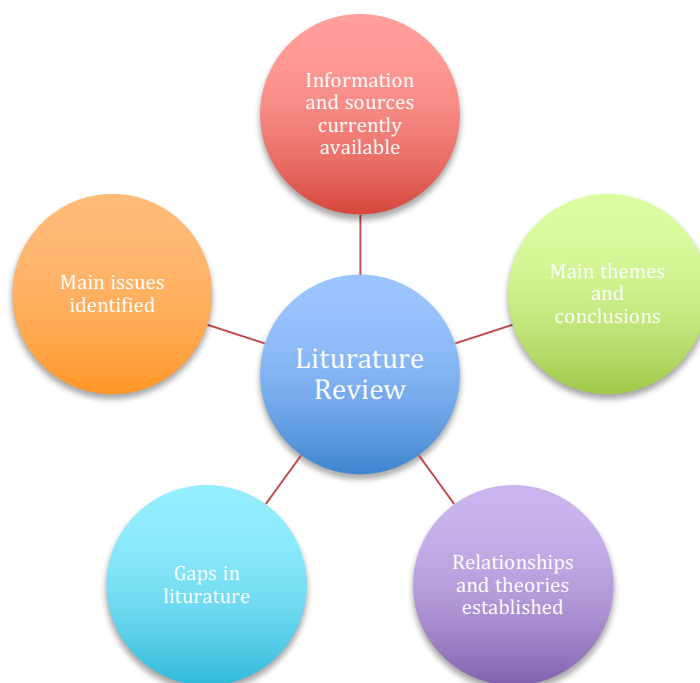 Information
and sources
currently
available
Main issues
identified
Main themes
and
conclusions
Liturature
Review
Gaps in
liturature
Relationships
and theories
established